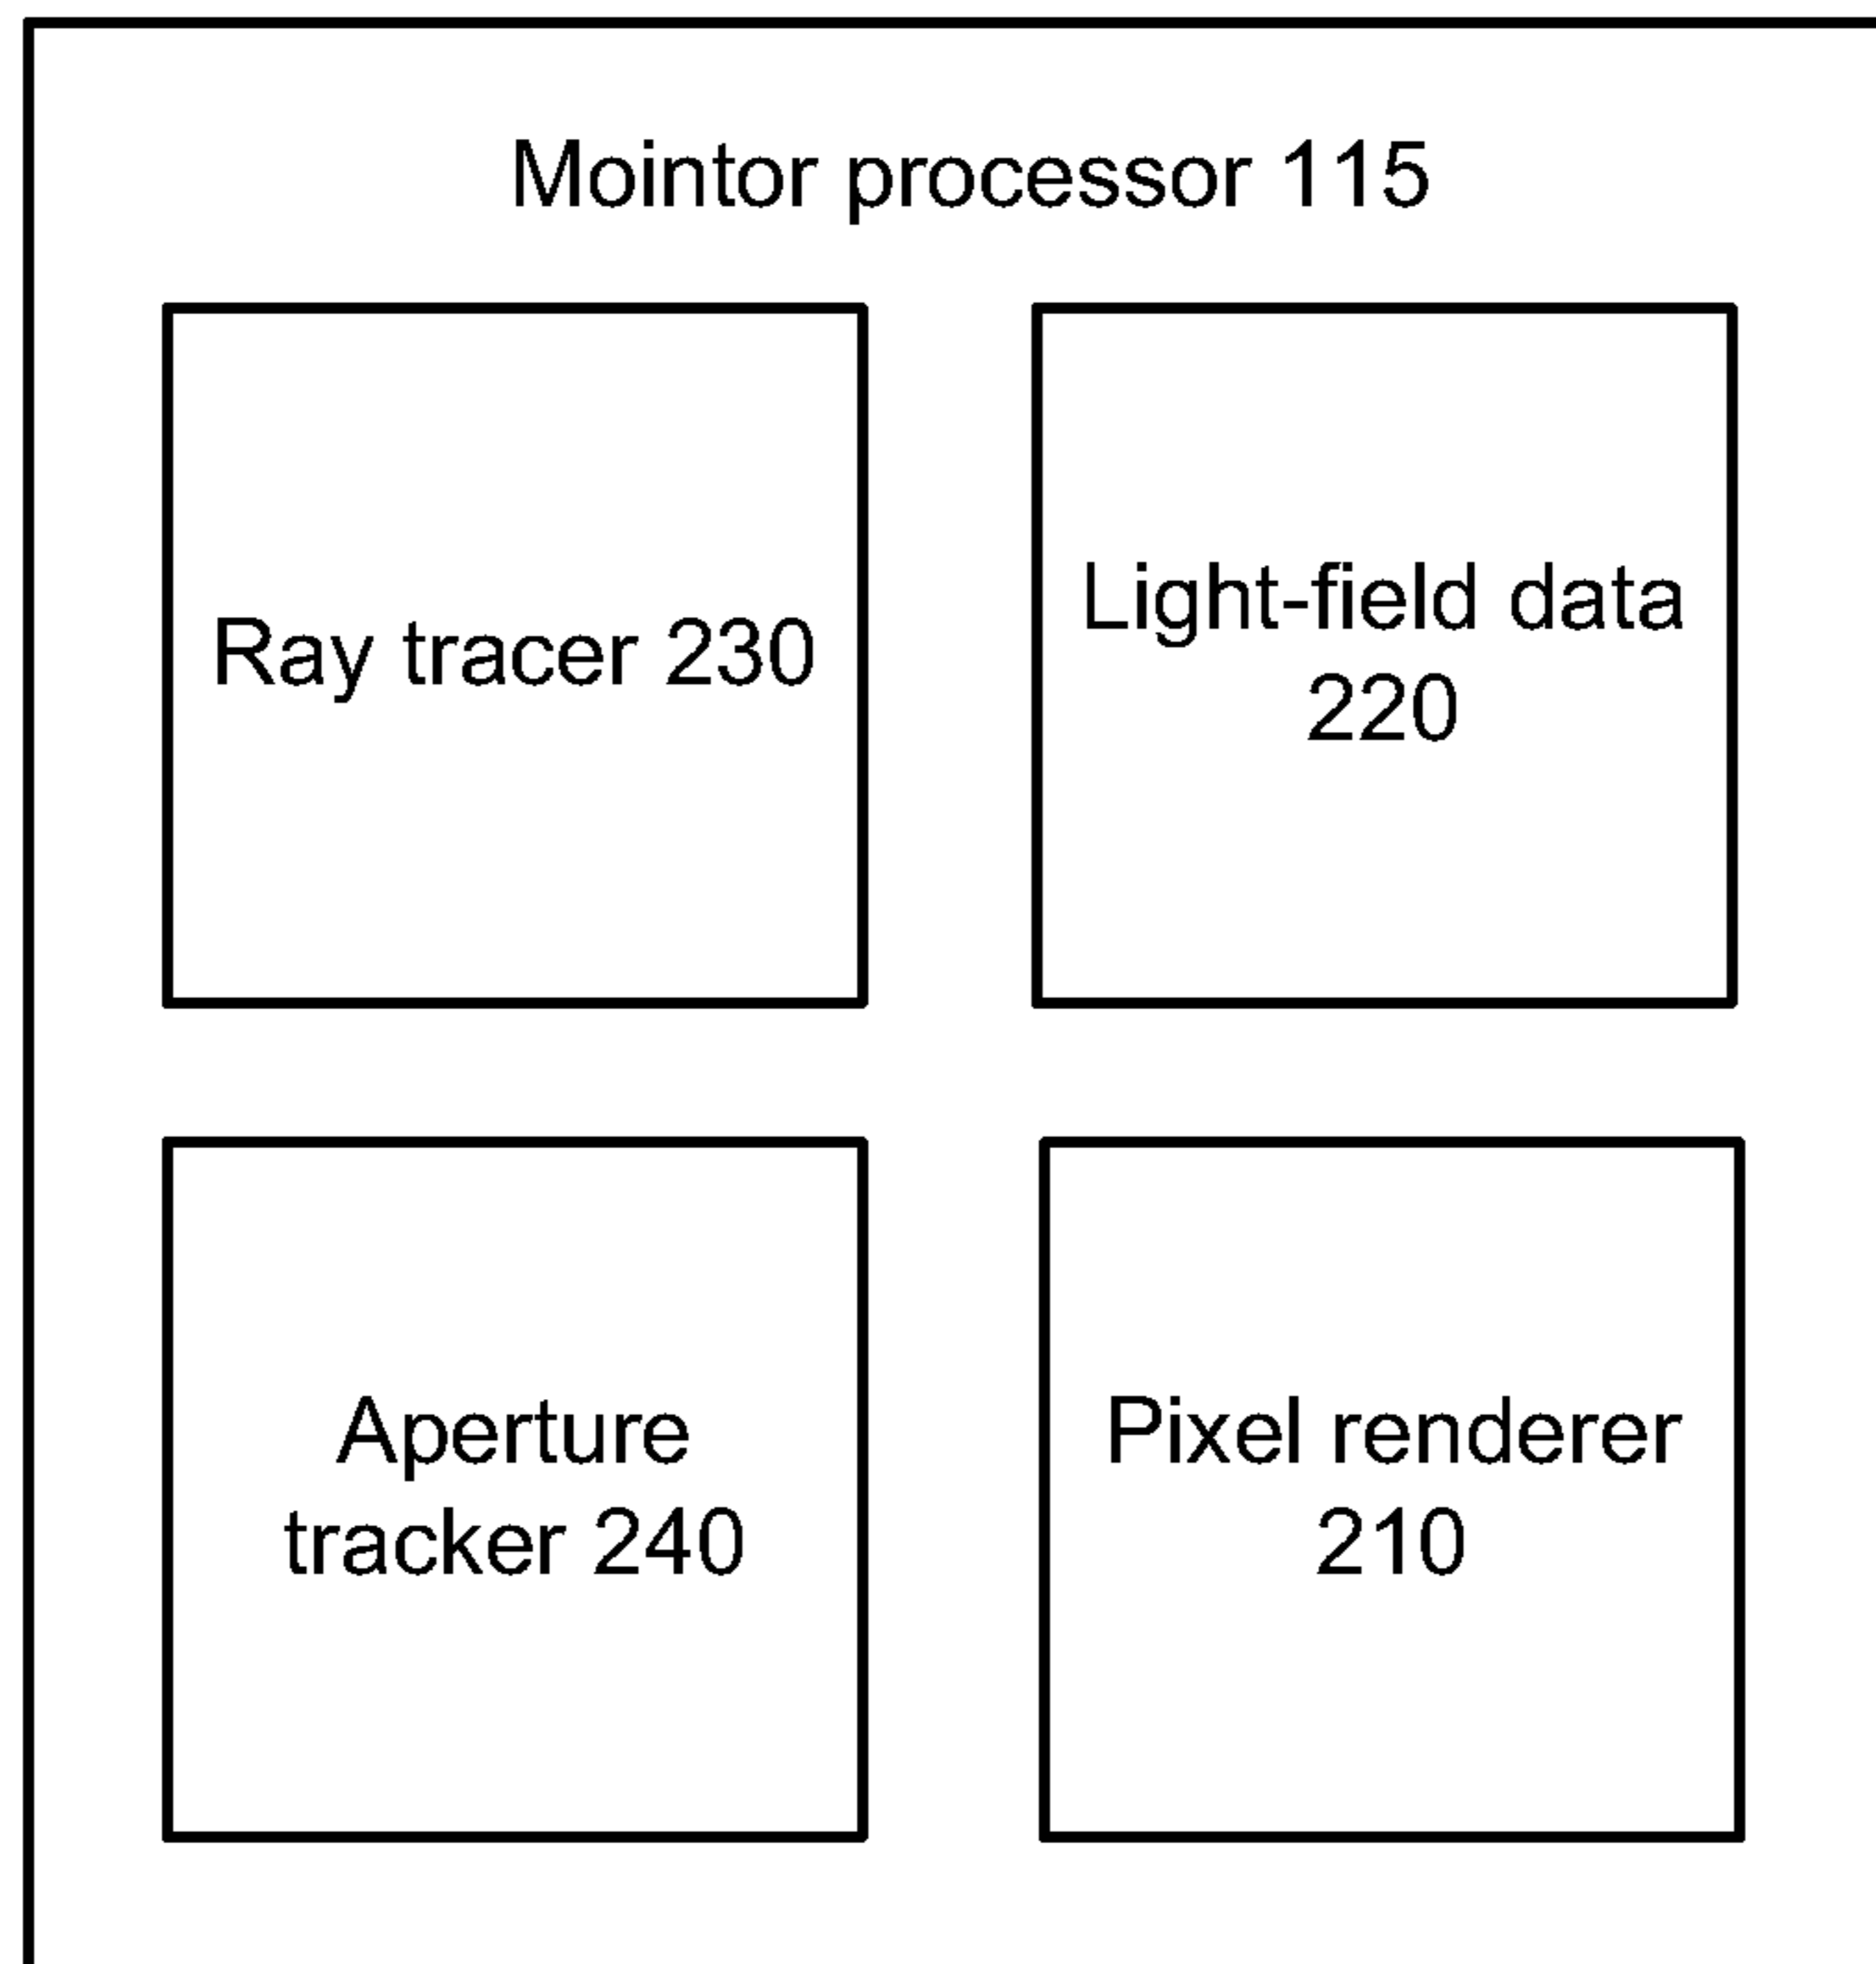 Mointor processor 115
Ray tracer 230
Light-field data
220
Aperture
tracker 240
Pixel renderer
210